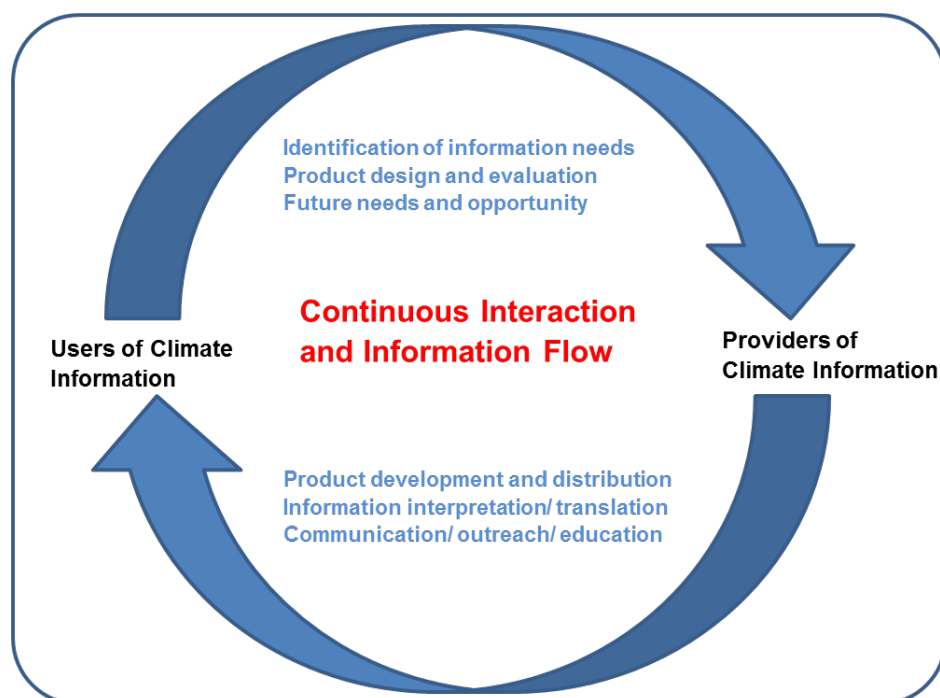 Identification of information needs
Product design and evaluation
Future needs and opportunity
Continuous Interaction
and Information Flow
Users of Climate
Information
Providers of
Climate Information
Product development and distribution
Information interpretation/ translation
Communication/ outreach/ education